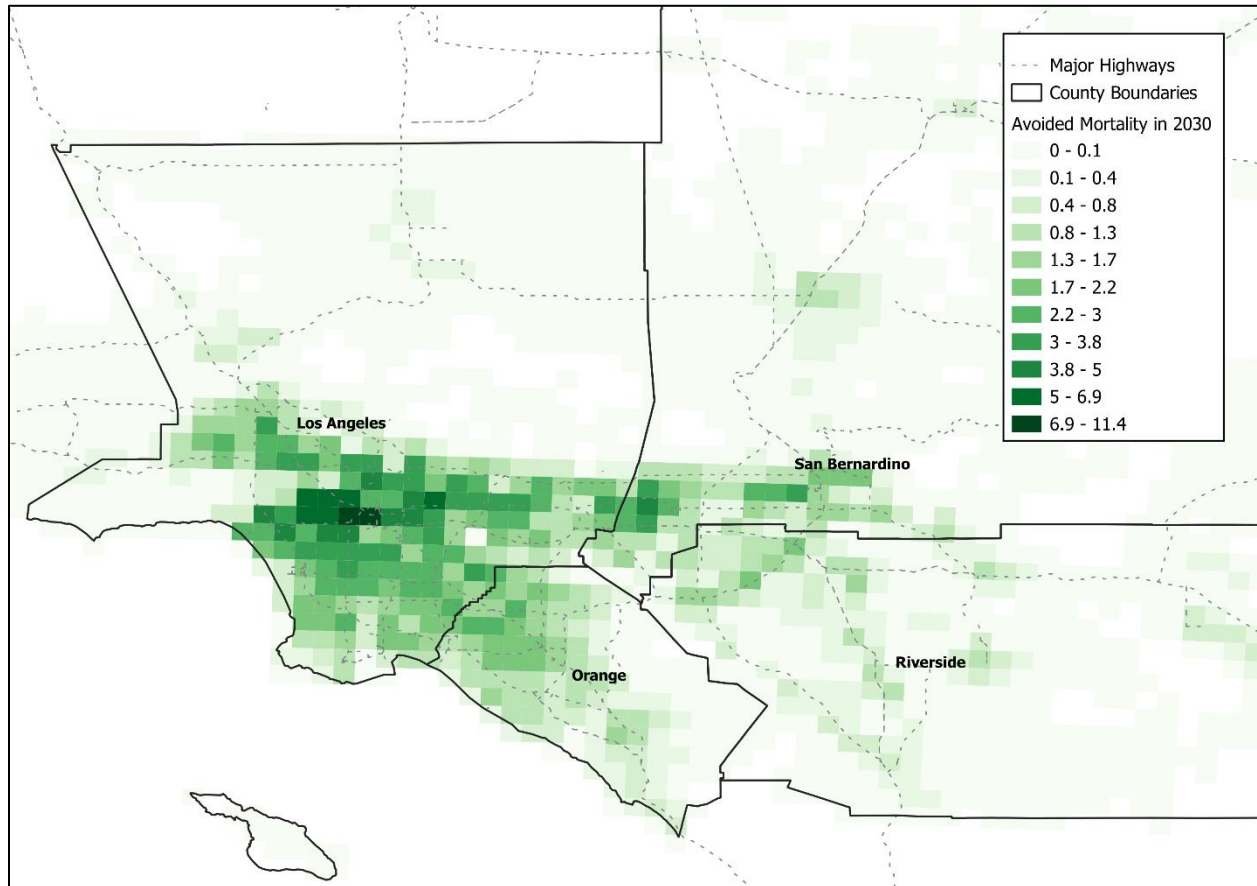 Major Highways
County Boundaries
Avoided Mortality in 2030
0 - 0.1
0.1 - 0.4
0.4 - 0.8
0.8 - 1.3
1.3 - 1.7
1.7 - 2.2
2.2 - 3
3 - 3.8
3.8 - 5
5 - 6.9
6.9 - 11.4
Los Angeles
San Bernardino
Riverside
Orange